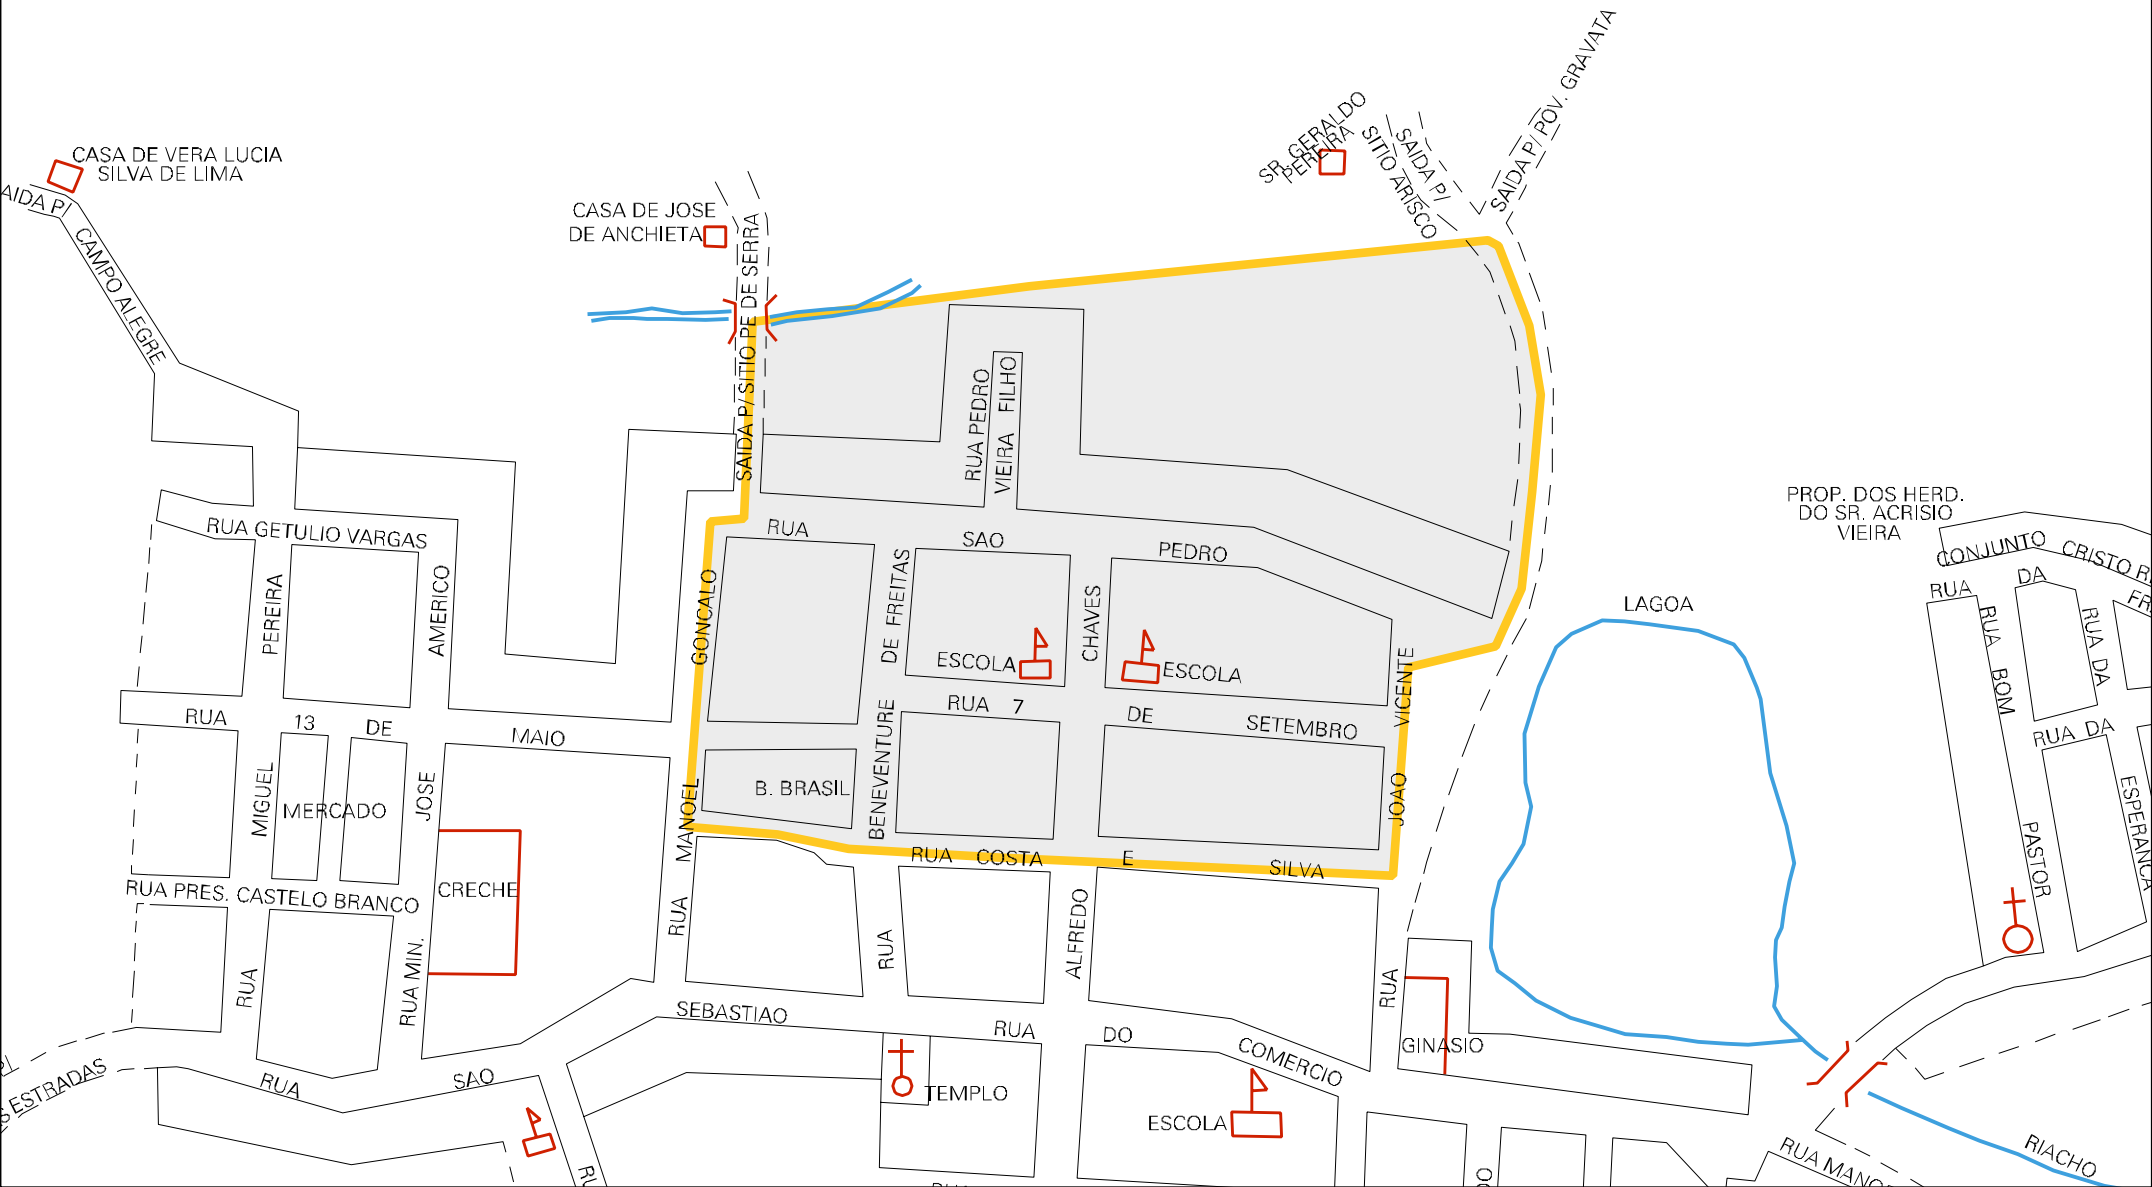 SAIDA P/ POV. GRAVATA
SR. GERALDO
PEREIRA
SAIDA P/
SITIO ARISCO
CASA DE VERA LUCIA
SILVA DE LIMA
AIDA P/
CAMPO ALEGRE
CASA DE JOSE
DE ANCHIETA
SAIDA P/ SITIO PE DE SERRA
RUA PEDRO
VIEIRA FILHO
PROP. DOS HERD.
DO SR. ACRISIO
VIEIRA
RUA GETULIO VARGAS
RUA SAO PEDRO
CONJUNTO CRISTO R
RUA DA
FR
LAGOA
RUA MIGUEL PEREIRA
RUA MIN. JOSE AMERICO
RUA MANOEL GONCALO
RUA BENEVENTURE DE FREITAS
ALFREDO CHAVES
RUA JOAO VICENTE
ESCOLA
ESCOLA
RUA BOM PASTOR
RUA DA
RUA DA
ESPERANCA
RUA 7 DE SETEMBRO
RUA 13 DE MAIO
B. BRASIL
MERCADO
RUA COSTA E SILVA
RUA PRES. CASTELO BRANCO
CRECHE
SEBASTIAO
RUA DO COMERCIO
GINASIO
P/
S ESTRADAS
RUA SAO
TEMPLO
ESCOLA
RIACHO
RUA MANO
RU
DO